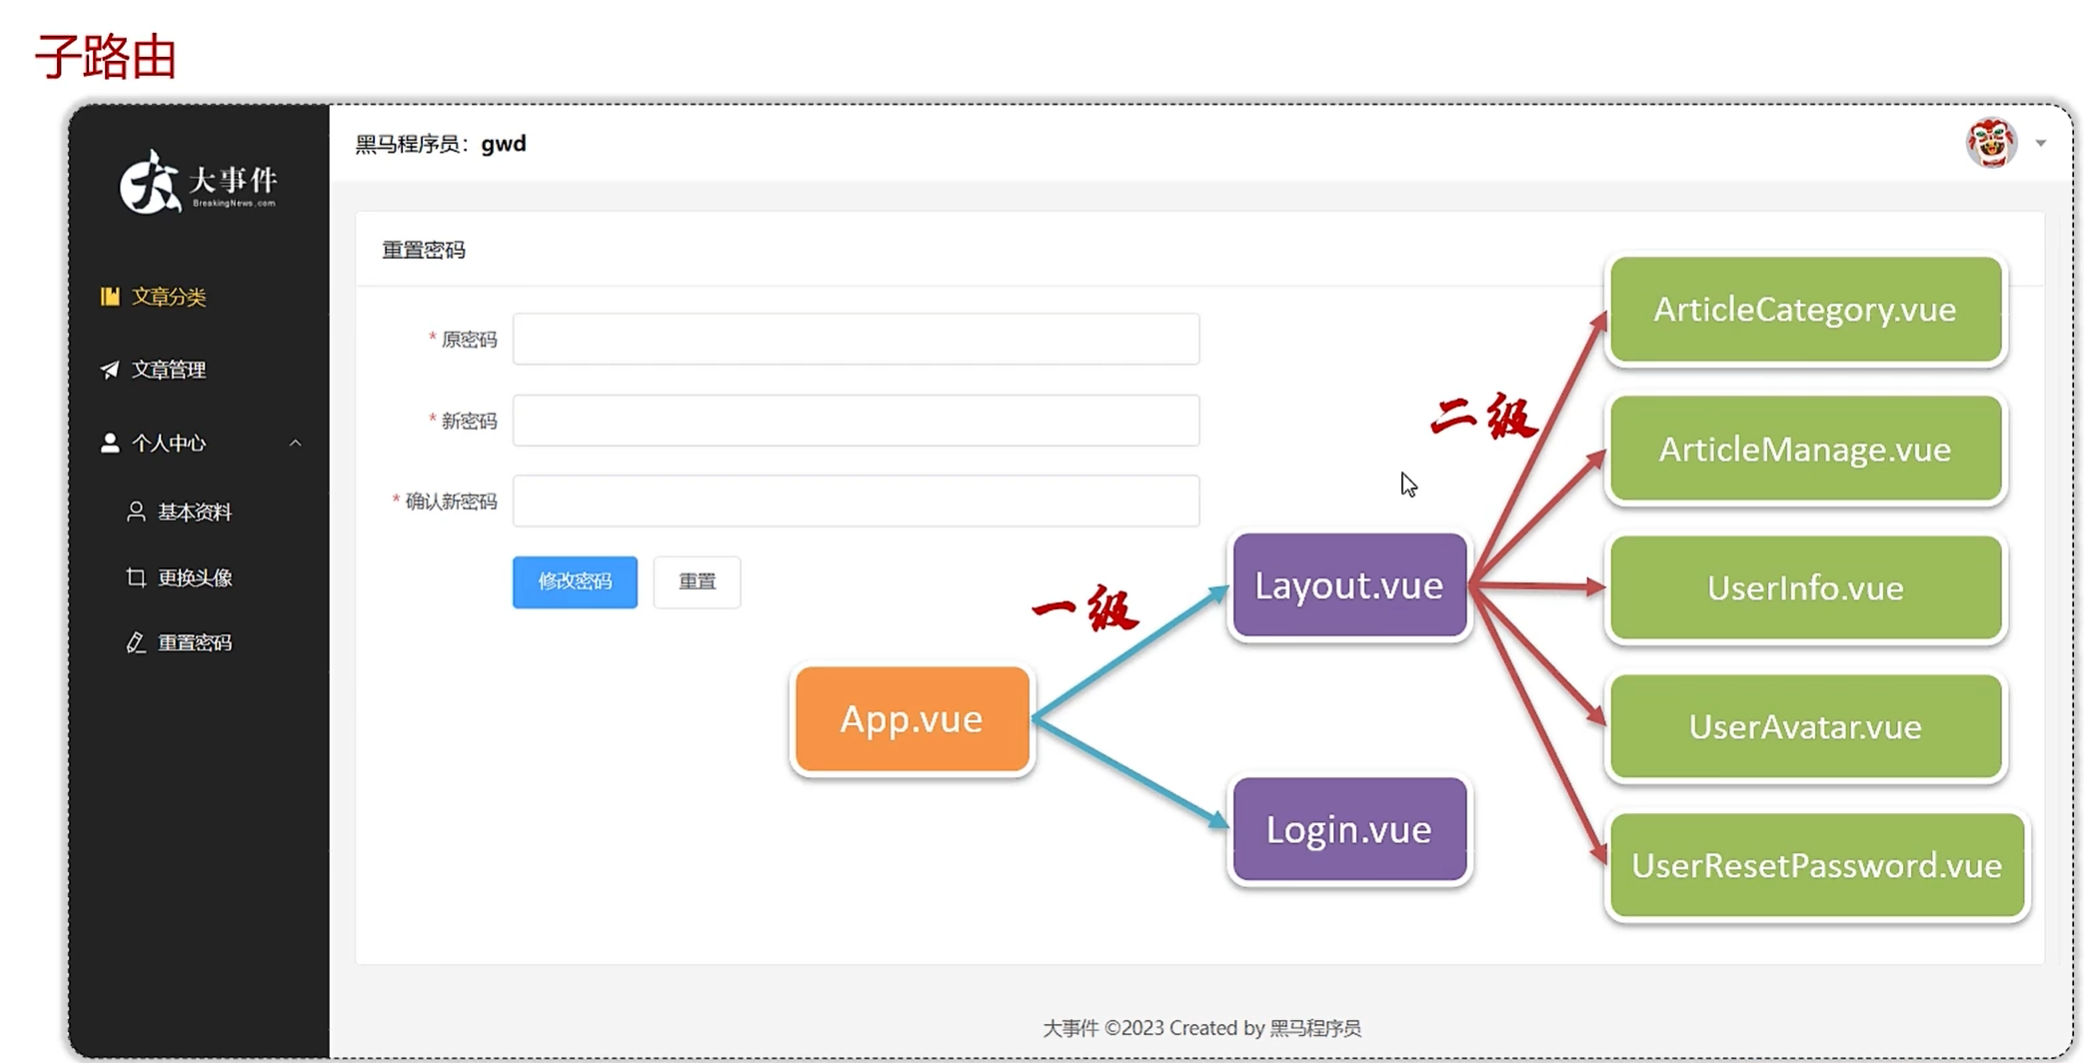 子路由
大事件
BreakingNews.com
文章分类
文章管理
个人中心
基本资料
更换头像
重置密码
黑马程序员：gwd
重置密码
* 原密码
* 新密码
* 确认新密码
修改密码
重置
一级
二级
App.vue
Layout.vue
Login.vue
ArticleCategory.vue
ArticleManage.vue
UserInfo.vue
UserAvatar.vue
UserResetPassword.vue
大事件 ©2023 Created by 黑马程序员